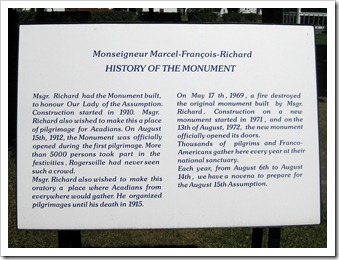 Monseigneur Marcel-François-Richard
HISTORY OF THE MONUMENT
Msgr. Richard had the Monument built,
to honour Our Lady of the Assumption.
Construction started in 1910. Msgr.
Richard also wished to make this a place
of pilgrimage for Acadians. On August
15th, 1912, the Monument was officially
opened during the first pilgrimage. More
than 5000 persons took part in the
festivities. Rogersville had never seen
such a crowd.
Msgr. Richard also wished to make this
oratory a place where Acadians from
everywhere would gather. He organized
pilgrimages until his death in 1915.
On May 17 th, 1969, a fire destroyed
the original monument built by Msgr.
Richard. Construction on a new
monument started in 1971, and on the
13th of August, 1972, the new monument
officially opened its doors.
Thousands of pilgrims and Franco-
Americans gather here every year at their
national sanctuary.
Each year, from August 6th to August
14th, we have a novena to prepare for
the August 15th Assumption.